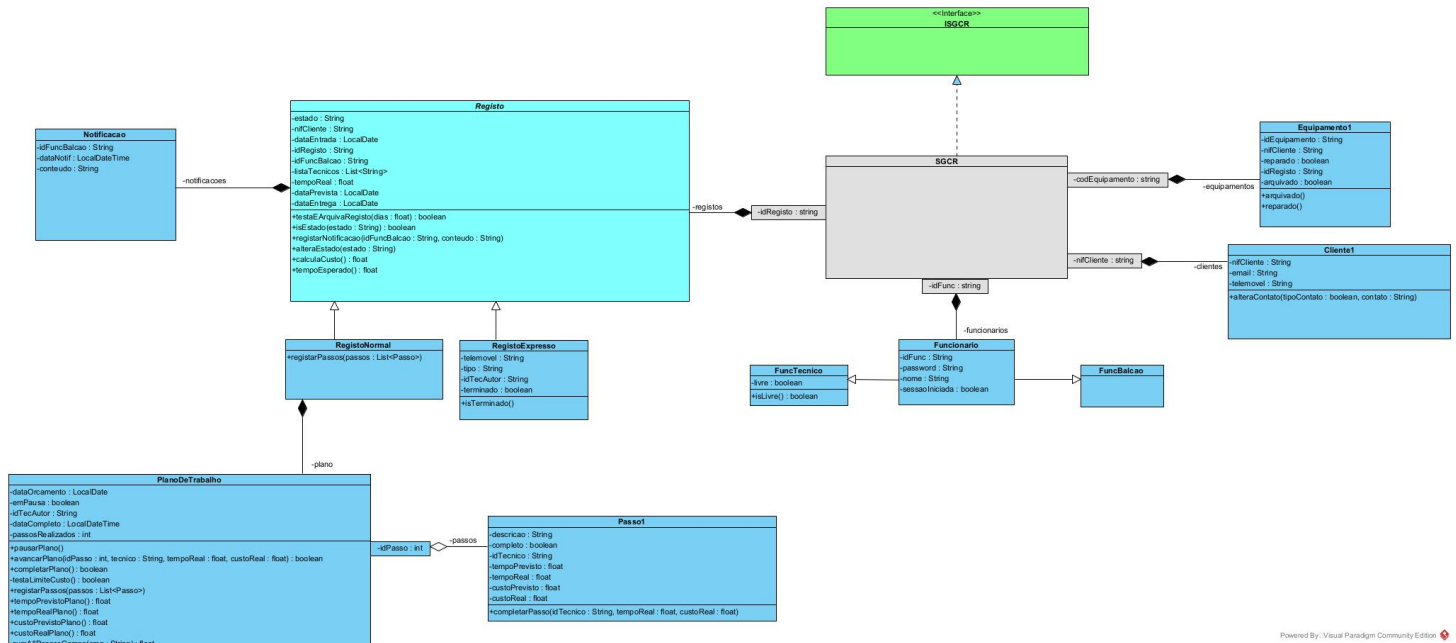 <<Interface>>
ISGCR
Notificacao
-idFuncBalcao : String
-dataNotif : LocalDateTime
-conteudo : String
-notificacoes
Registo
-estado : String
-nifCliente : String
-dataEntrada : LocalDate
-idRegisto : String
-idFuncBalcao : String
-listaTecnicos : List<String>
-tempoReal : float
-dataPrevista : LocalDate
-dataEntrega : LocalDate
+testaEArquivaRegisto(dias : float) : boolean
+isEstado(estado : String) : boolean
+registarNotificacao(idFuncBalcao : String, conteudo : String)
+alteraEstado(estado : String)
+calculaCusto() : float
+tempoEsperado() : float
-registos
-idRegisto : string
SGCR
-codEquipamento : string
-equipamentos
-nifCliente : string
-clientes
-idFunc : string
-funcionarios
Equipamento1
-idEquipamento : String
-nifCliente : String
-reparado : boolean
-idRegisto : String
-arquivado : boolean
+arquivado()
+reparado()
Cliente1
-nifCliente : String
-email : String
-telemovel : String
+alteraContato(tipoContato : boolean, contato : String)
RegistoNormal
+registarPassos(passos : List<Passo>)
RegistoExpresso
-telemovel : String
-tipo : String
-idTecAutor : String
-terminado : boolean
+isTerminado()
FuncTecnico
-livre : boolean
+isLivre() : boolean
Funcionario
-idFunc : String
-password : String
-nome : String
-sessaoIniciada : boolean
FuncBalcao
-plano
PlanoDeTrabalho
-dataOrcamento : LocalDate
-emPausa : boolean
-idTecAutor : String
-dataCompleto : LocalDateTime
-passosRealizados : int
+pausarPlano()
+avancarPlano(idPasso : int, tecnico : String, tempoReal : float, custoReal : float) : boolean
+completarPlano() : boolean
-testaLimiteCusto() : boolean
+registarPassos(passos : List<Passo>)
+tempoPrevistoPlano() : float
+tempoRealPlano() : float
+custoPrevistoPlano() : float
+custoRealPlano() : float
-idPasso : int
-passos
Passo1
-descricao : String
-completo : boolean
-idTecnico : String
-tempoPrevisto : float
-tempoReal : float
-custoPrevisto : float
-custoReal : float
+completarPasso(idTecnico : String, tempoReal : float, custoReal : float)
Powered By: Visual Paradigm Community Edition